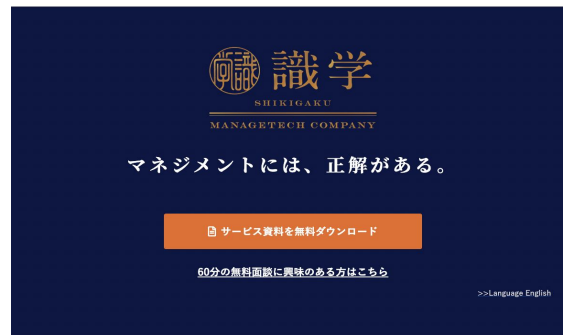 識学
識学
SHIKIGAKU
MANAGETECH COMPANY
マネジメントには、正解がある。
サービス資料を無料ダウンロード
60分の無料面談に興味のある方はこちら
>>Language English